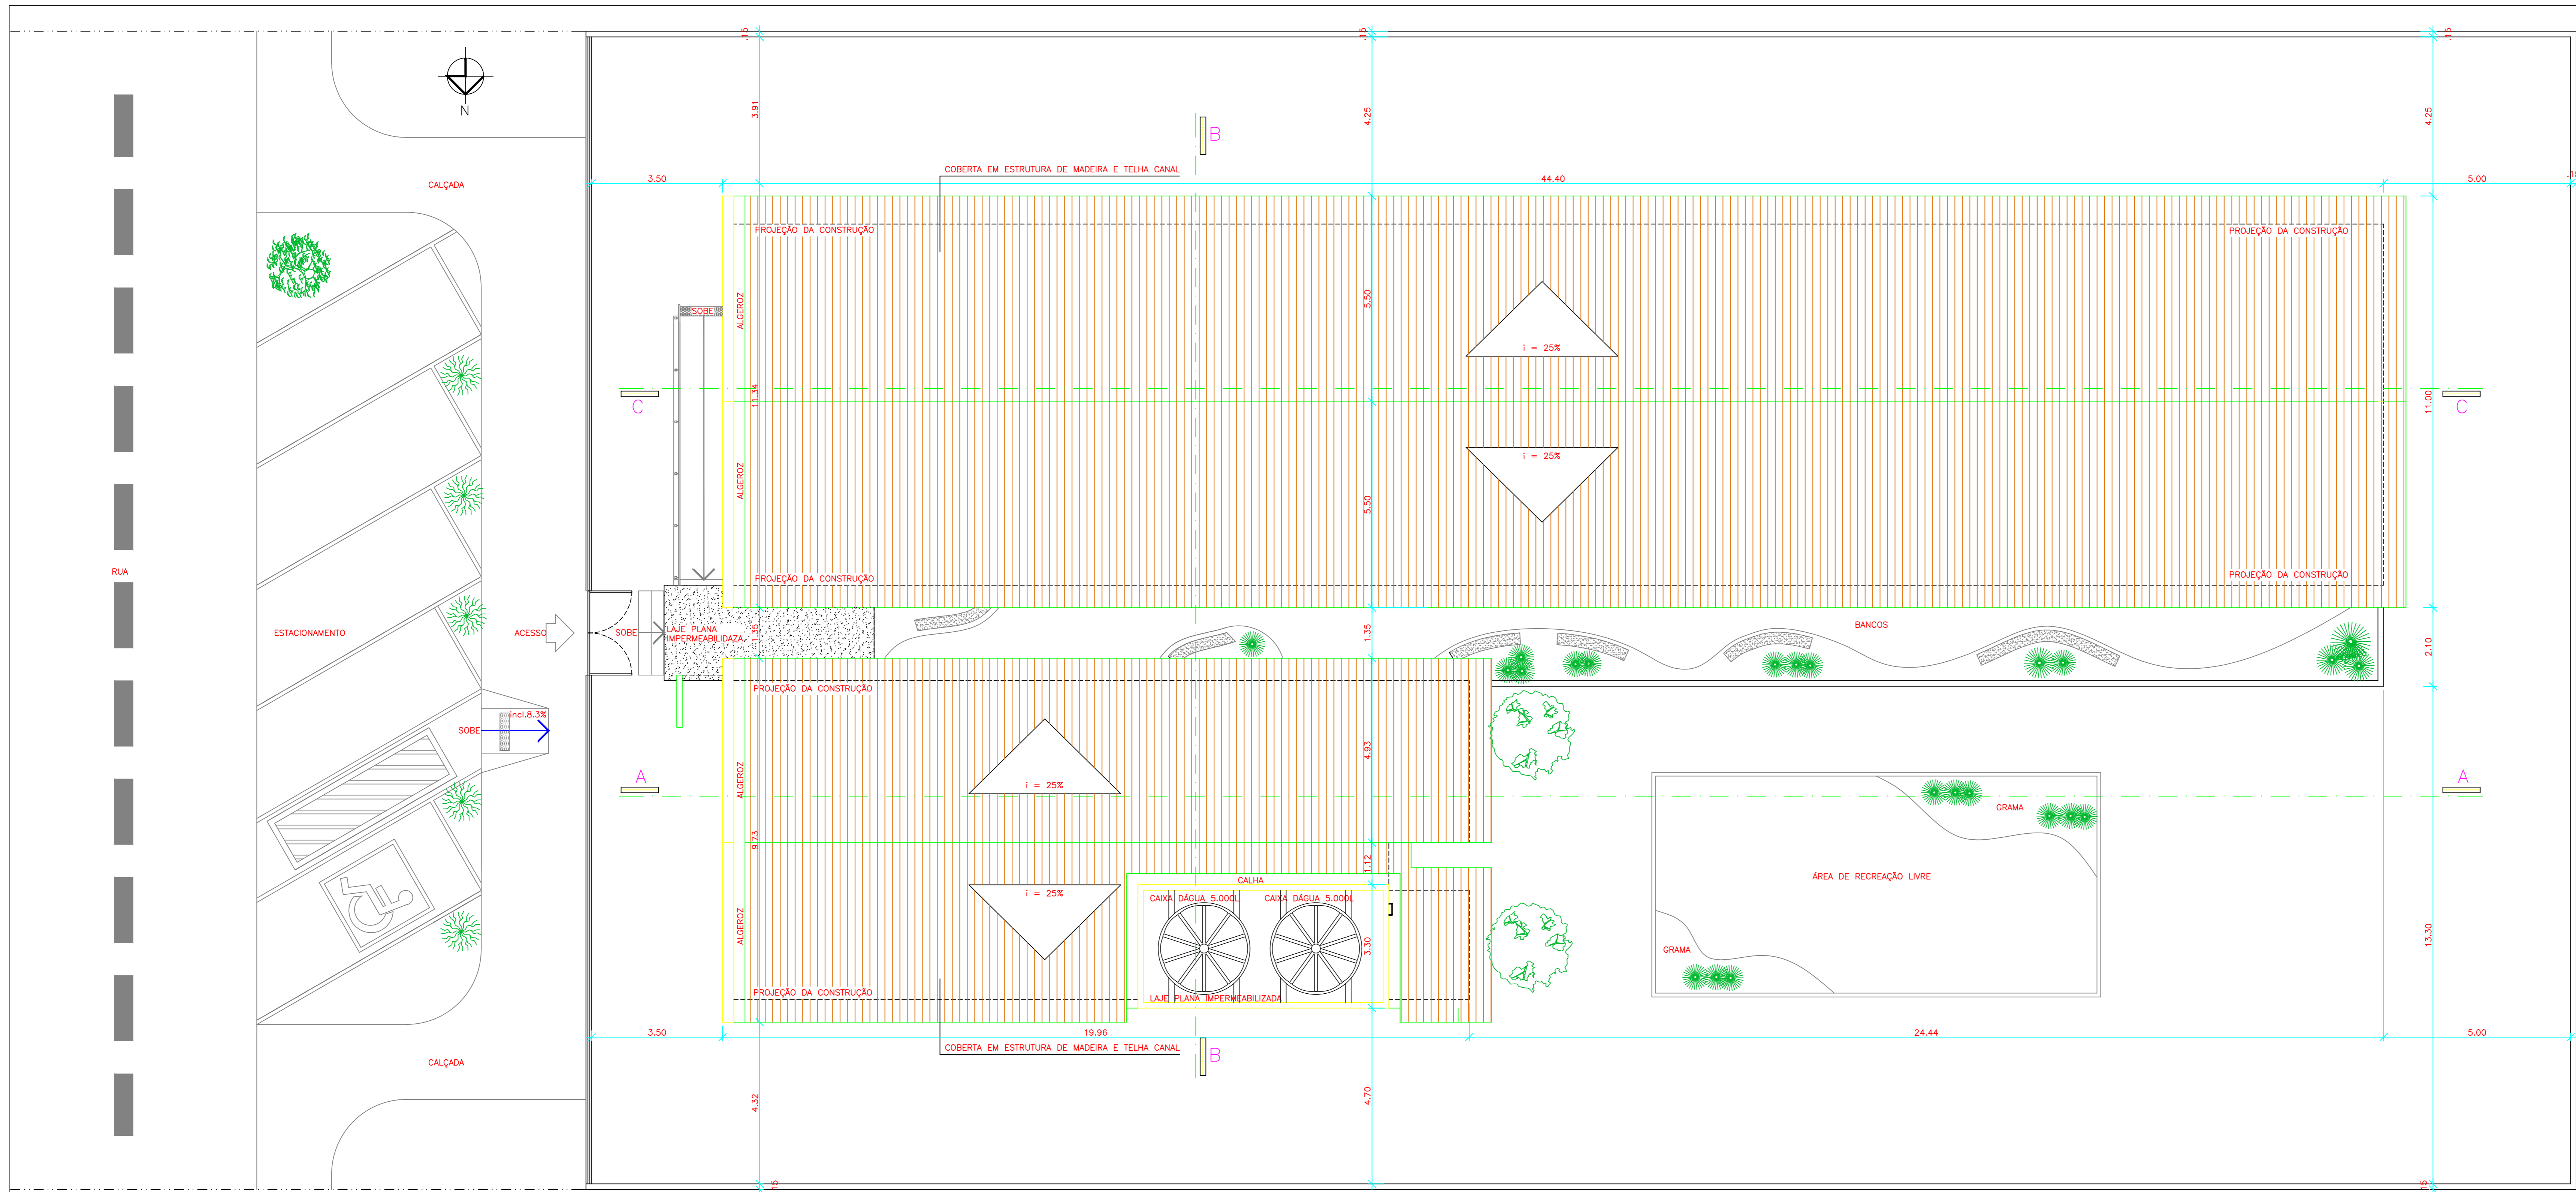 .15
.15
.15
N
3.91
4.25
4.25
B
COBERTA EM ESTRUTURA DE MADEIRA E TELHA CANAL
CALÇADA
3.50
44.40
5.00
.15
PROJEÇÃO DA CONSTRUÇÃO
PROJEÇÃO DA CONSTRUÇÃO
ALGEROZ
SOBE
5.50
i = 25%
11.34
C
11.00
C
ALGEROZ
i = 25%
5.50
RUA
PROJEÇÃO DA CONSTRUÇÃO
PROJEÇÃO DA CONSTRUÇÃO
ESTACIONAMENTO
ACESSO
SOBE
LAJE PLANA
IMPERMEABILIDAZA
1.35
1.35
BANCOS
2.10
PROJEÇÃO DA CONSTRUÇÃO
incl.8.3%
SOBE
4.93
ALGEROZ
i = 25%
A
A
GRAMA
9.73
1.12
CALHA
ÁREA DE RECREAÇÃO LIVRE
i = 25%
CAIXA DÁGUA 5.000L
CAIXA DÁGUA 5.000L
ALGEROZ
3.30
GRAMA
13.30
PROJEÇÃO DA CONSTRUÇÃO
LAJE PLANA IMPERMEABILIZADA
3.50
19.96
24.44
5.00
COBERTA EM ESTRUTURA DE MADEIRA E TELHA CANAL
B
CALÇADA
4.32
4.70
.15
.15